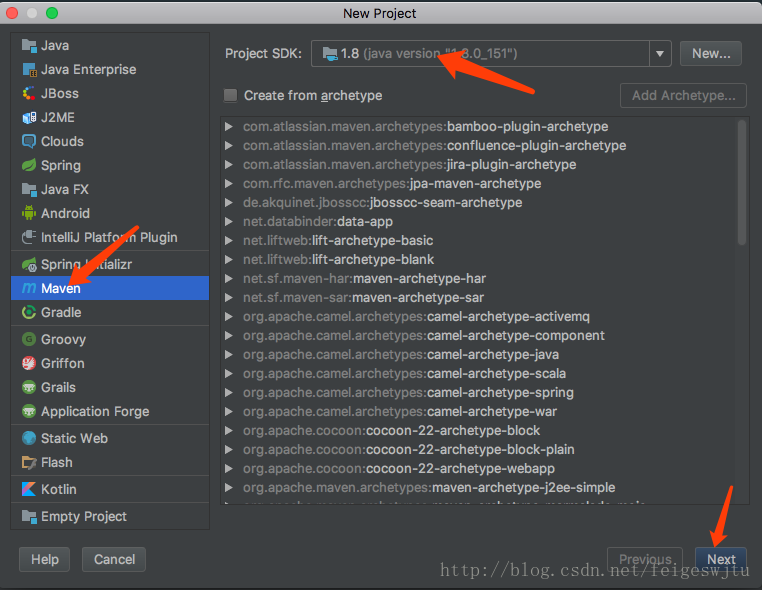 New Project
Java
Java Enterprise
JBoss
J2ME
Clouds
Spring
Java FX
Android
IntelliJ Platform Plugin
Spring Initializr
Maven
Gradle
Groovy
Griffon
Grails
Application Forge
Static Web
Flash
Kotlin
Empty Project
Project SDK: 1.8 (java version "1.8.0_151") New...
Create from archetype Add Archetype...
com.atlassian.maven.archetypes:bamboo-plugin-archetype
com.atlassian.maven.archetypes:confluence-plugin-archetype
com.atlassian.maven.archetypes:jira-plugin-archetype
com.rfc.maven.archetypes:jpa-maven-archetype
de.akquinet.jbosscc:jbosscc-seam-archetype
net.databinder:data-app
net.liftweb:lift-archetype-basic
net.liftweb:lift-archetype-blank
net.sf.maven-har:maven-archetype-har
net.sf.maven-sar:maven-archetype-sar
org.apache.camel.archetypes:camel-archetype-activemq
org.apache.camel.archetypes:camel-archetype-component
org.apache.camel.archetypes:camel-archetype-java
org.apache.camel.archetypes:camel-archetype-scala
org.apache.camel.archetypes:camel-archetype-spring
org.apache.camel.archetypes:camel-archetype-war
org.apache.cocoon:cocoon-22-archetype-block
org.apache.cocoon:cocoon-22-archetype-block-plain
org.apache.cocoon:cocoon-22-archetype-webapp
org.apache.maven.archetypes:maven-archetype-j2ee-simple
Help Cancel Previous Next
http://blog.csdn.net/feigeswjtu